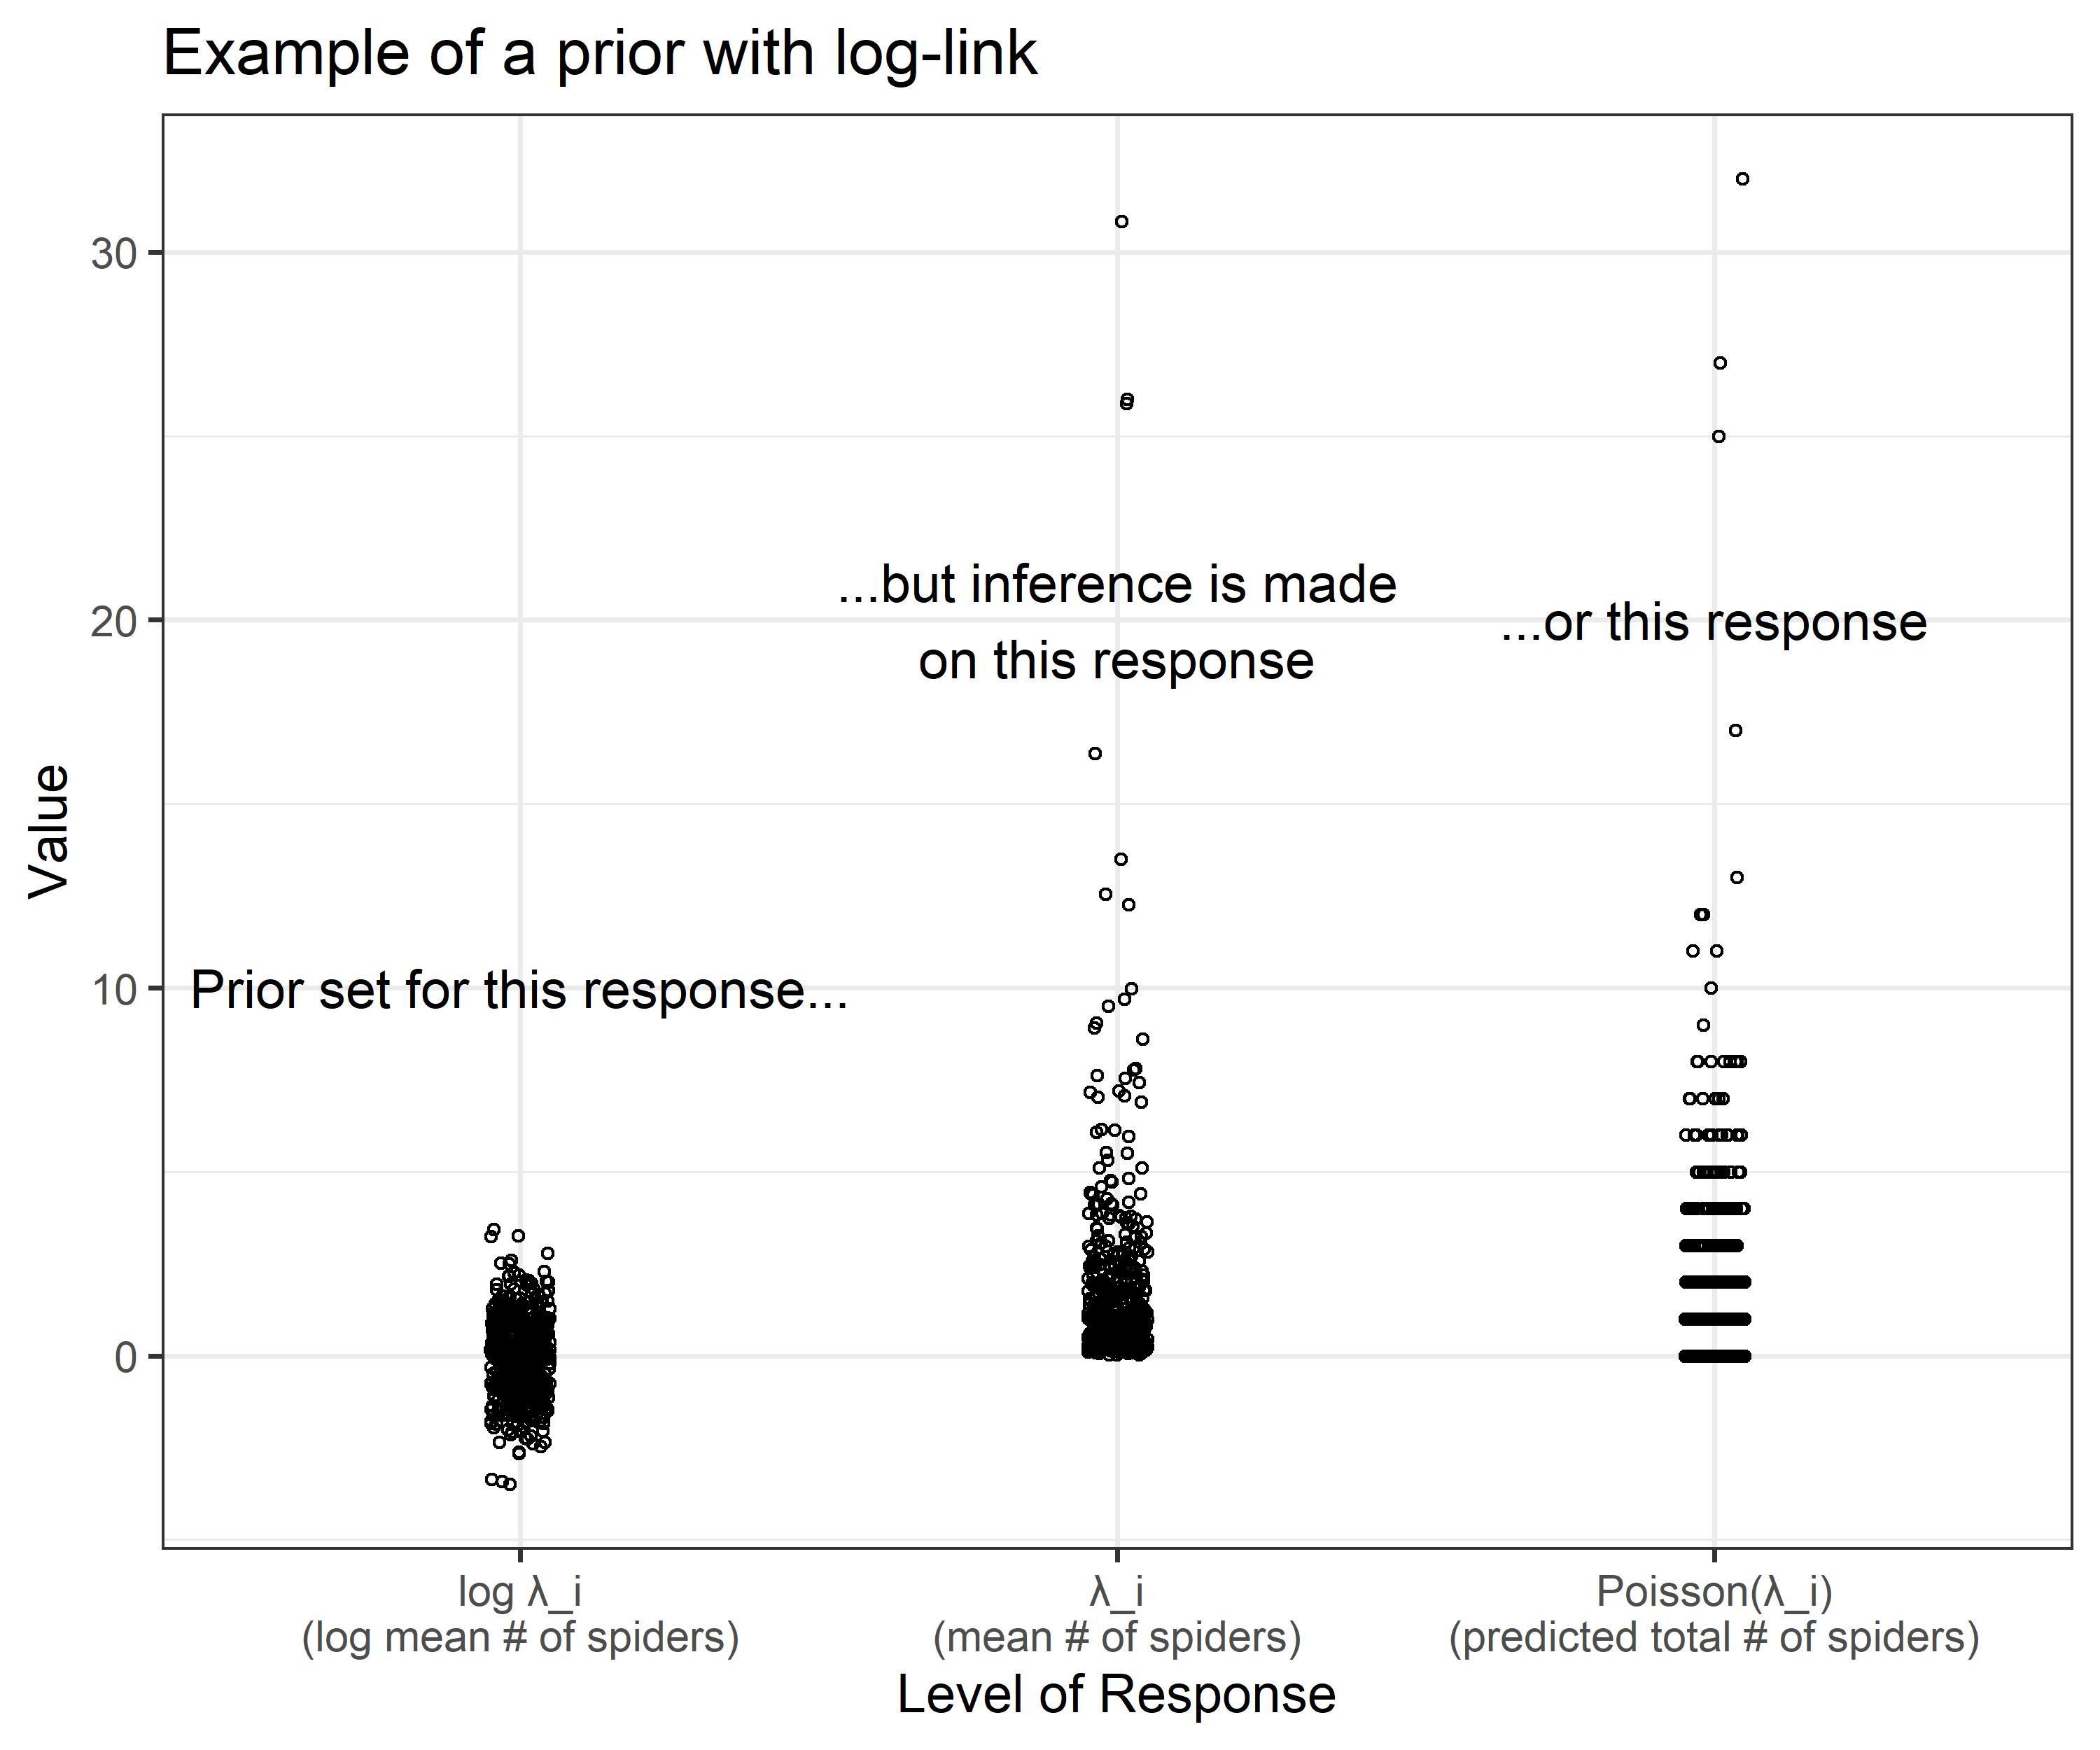 Example of a prior with log-link
Value
30
20
10
0
...but inference is made
on this response
...or this response
Prior set for this response...
log λ_i
(log mean # of spiders)
λ_i
(mean # of spiders)
Poisson(λ_i)
(predicted total # of spiders)
Level of Response